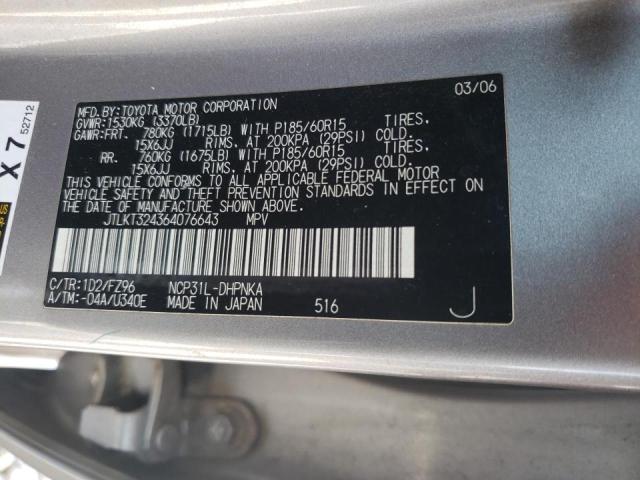 MFD.BY:TOYOTA MOTOR CORPORATION 03/06
GVWR:1530KG (3370LB)
GAWR:FRT. 780KG (1715LB) WITH P185/60R15 TIRES.
15X6JJ RIMS. AT 200KPA (29PSI) COLD.
RR. 760KG (1675LB) WITH P185/60R15 TIRES.
15X6JJ RIMS. AT 200KPA (29PSI) COLD.
THIS VEHICLE CONFORMS TO ALL APPLICABLE FEDERAL MOTOR
VEHICLE SAFETY AND THEFT PREVENTION STANDARDS IN EFFECT ON
THE DATE OF MANUFACTURE SHOWN ABOVE.
JTLKT324364076643 MPV
C/TR:1D2/FZ96 NCP31L-DHPNKA
A/TM:-04A/U340E MADE IN JAPAN 516
J
X 7
52712